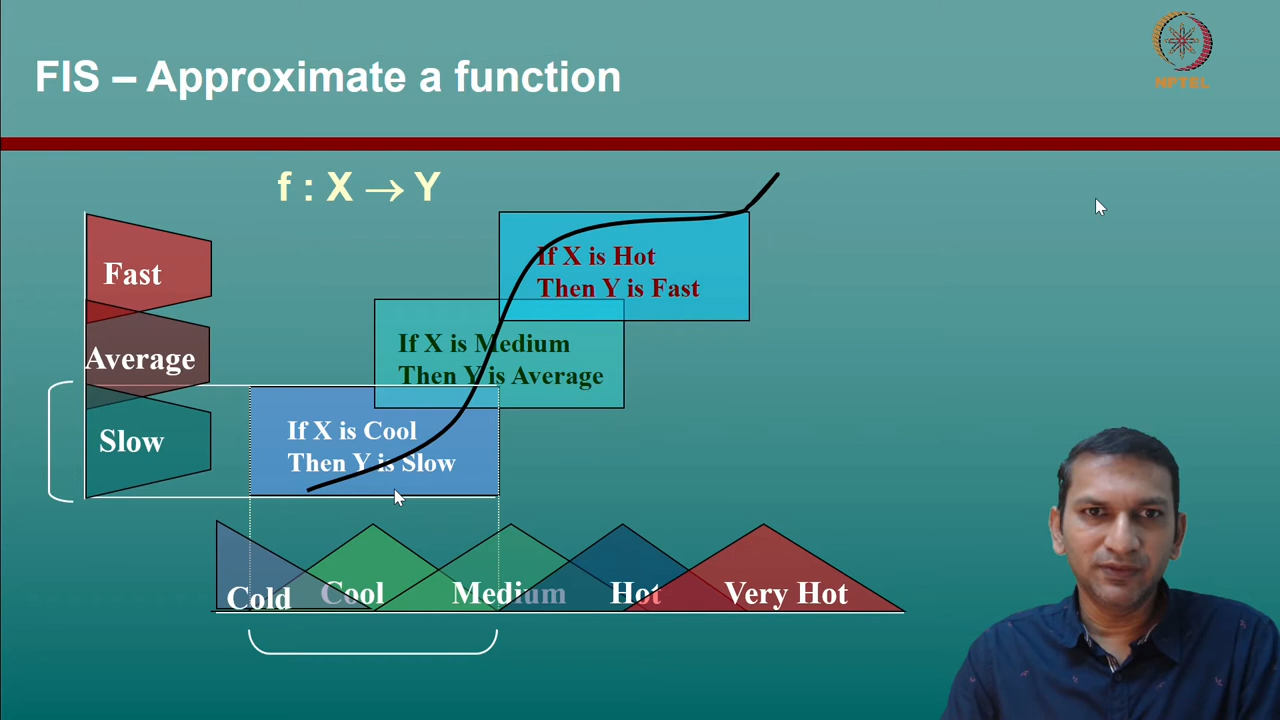 FIS – Approximate a function
NPTEL
f : X → Y
Fast
If X is Hot
Then Y is Fast
Average
If X is Medium
Then Y is Average
Slow
If X is Cool
Then Y is Slow
Cold
Cool
Medium
Hot
Very Hot